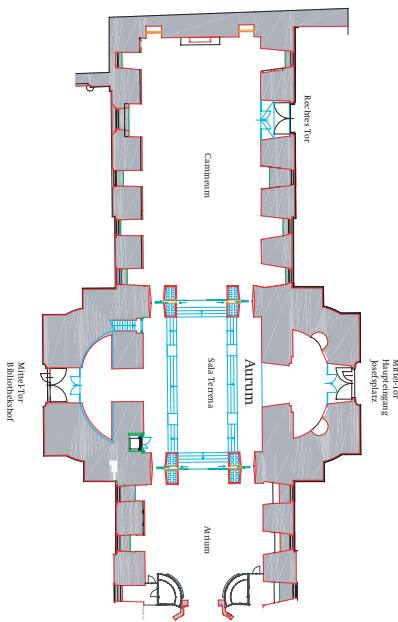 Rechtes Tor
Camineum
Mittel-Tor
Haupteingang
Josefsplatz
Aurum
Sala Terrena
Mittel-Tor
Bibliothekshof
Atrium